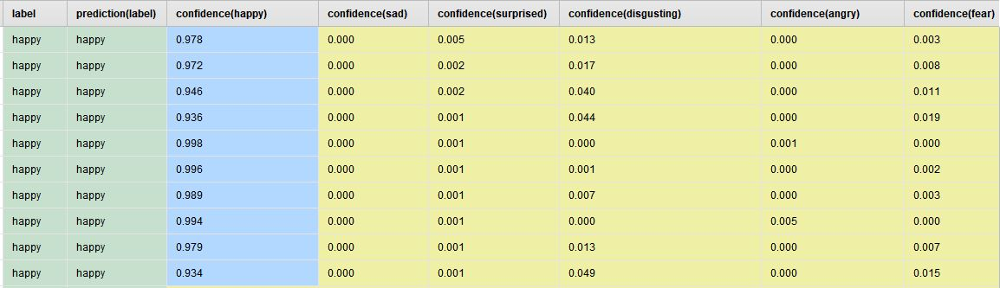 label prediction(label) confidence(happy) confidence(sad) confidence(surprised) confidence(disgusting) confidence(angry) confidence(fear)
happy happy 0.978 0.000 0.005 0.013 0.000 0.003
happy happy 0.972 0.000 0.002 0.017 0.000 0.008
happy happy 0.946 0.000 0.002 0.040 0.000 0.011
happy happy 0.936 0.000 0.001 0.044 0.000 0.019
happy happy 0.998 0.000 0.001 0.000 0.001 0.000
happy happy 0.996 0.000 0.001 0.001 0.000 0.002
happy happy 0.989 0.000 0.001 0.007 0.000 0.003
happy happy 0.994 0.000 0.001 0.000 0.005 0.000
happy happy 0.979 0.000 0.001 0.013 0.000 0.007
happy happy 0.934 0.000 0.001 0.049 0.000 0.015